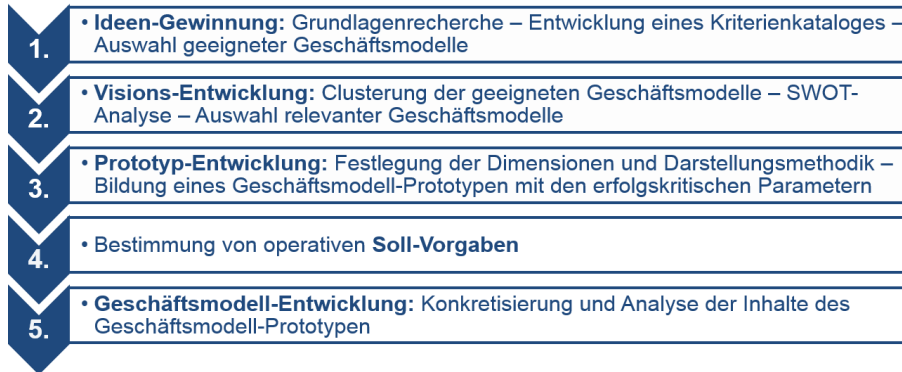 1.
• Ideen-Gewinnung: Grundlagenrecherche – Entwicklung eines Kriterienkataloges –
Auswahl geeigneter Geschäftsmodelle
2.
• Visions-Entwicklung: Clusterung der geeigneten Geschäftsmodelle – SWOT-
Analyse – Auswahl relevanter Geschäftsmodelle
3.
• Prototyp-Entwicklung: Festlegung der Dimensionen und Darstellungsmethodik –
Bildung eines Geschäftsmodell-Prototypen mit den erfolgskritischen Parametern
4.
• Bestimmung von operativen Soll-Vorgaben
5.
• Geschäftsmodell-Entwicklung: Konkretisierung und Analyse der Inhalte des
Geschäftsmodell-Prototypen